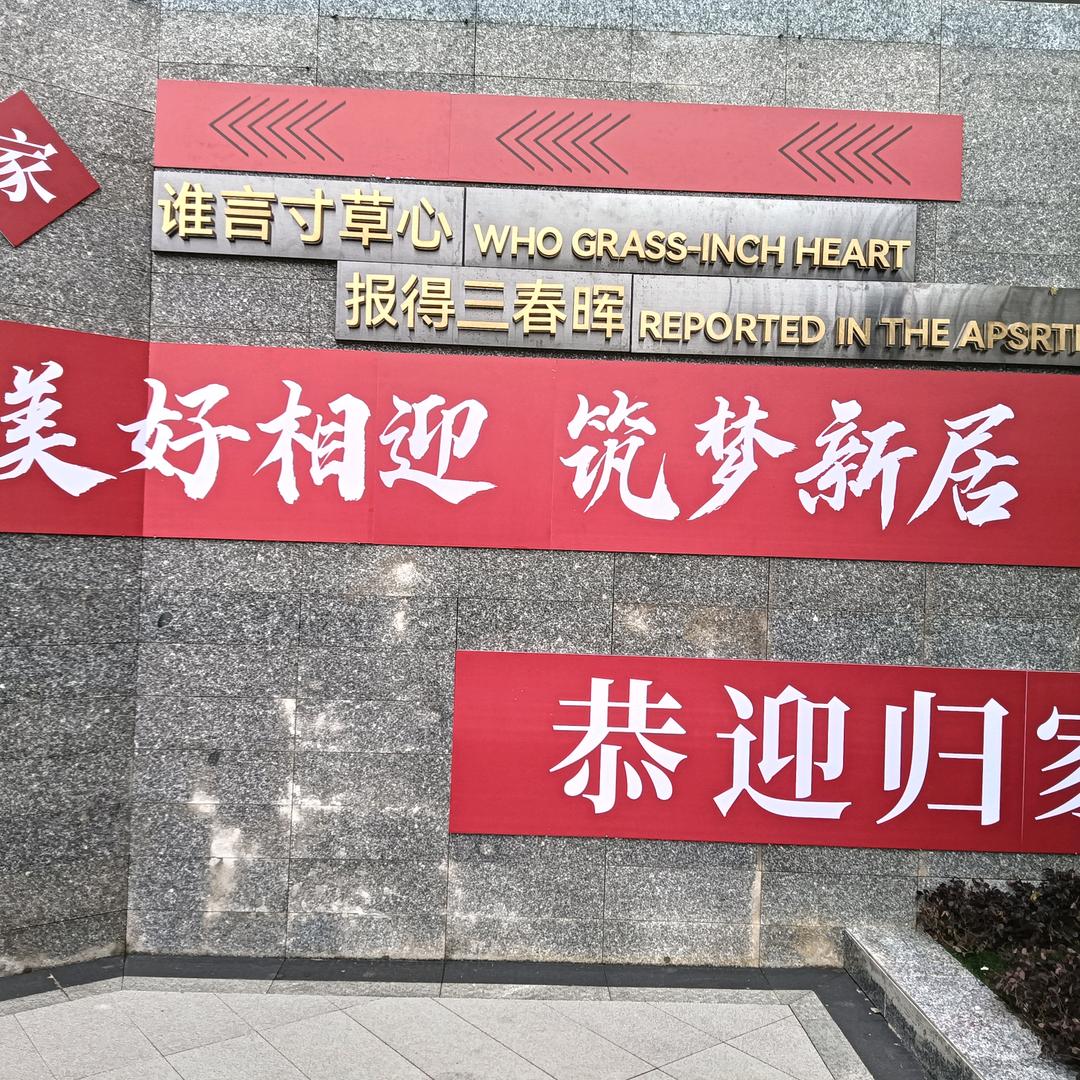 家
谁言寸草心 WHO GRASS-INCH HEART
报得三春晖 REPORTED IN THE APSRTI
美好相迎 筑梦新居
恭迎归家